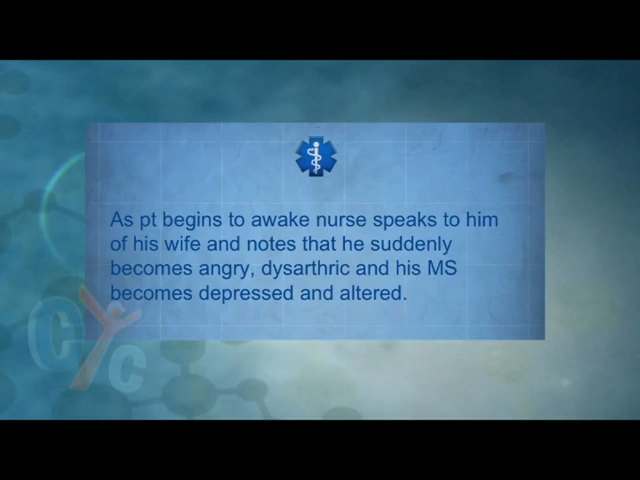 As pt begins to awake nurse speaks to him
of his wife and notes that he suddenly
becomes angry, dysarthric and his MS
becomes depressed and altered.
CYC